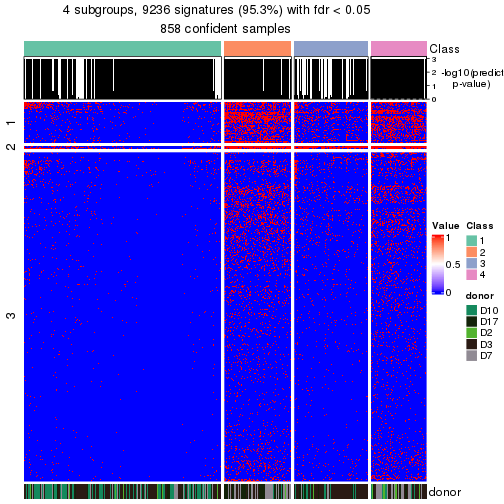 4 subgroups, 9236 signatures (95.3%) with fdr < 0.05
858 confident samples
Class
3
2
1
0
-log10(predict
p-value)
1
2
3
Value
1
0.5
0
Class
1
2
3
4
donor
D10
D17
D2
D3
D7
donor